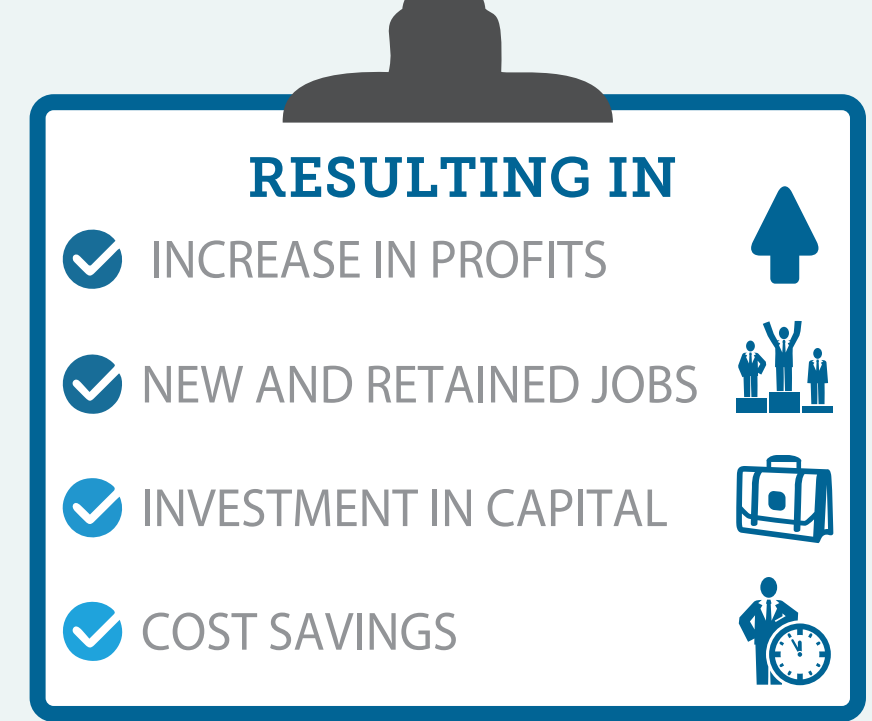 RESULTING IN
INCREASE IN PROFITS
NEW AND RETAINED JOBS
INVESTMENT IN CAPITAL
COST SAVINGS